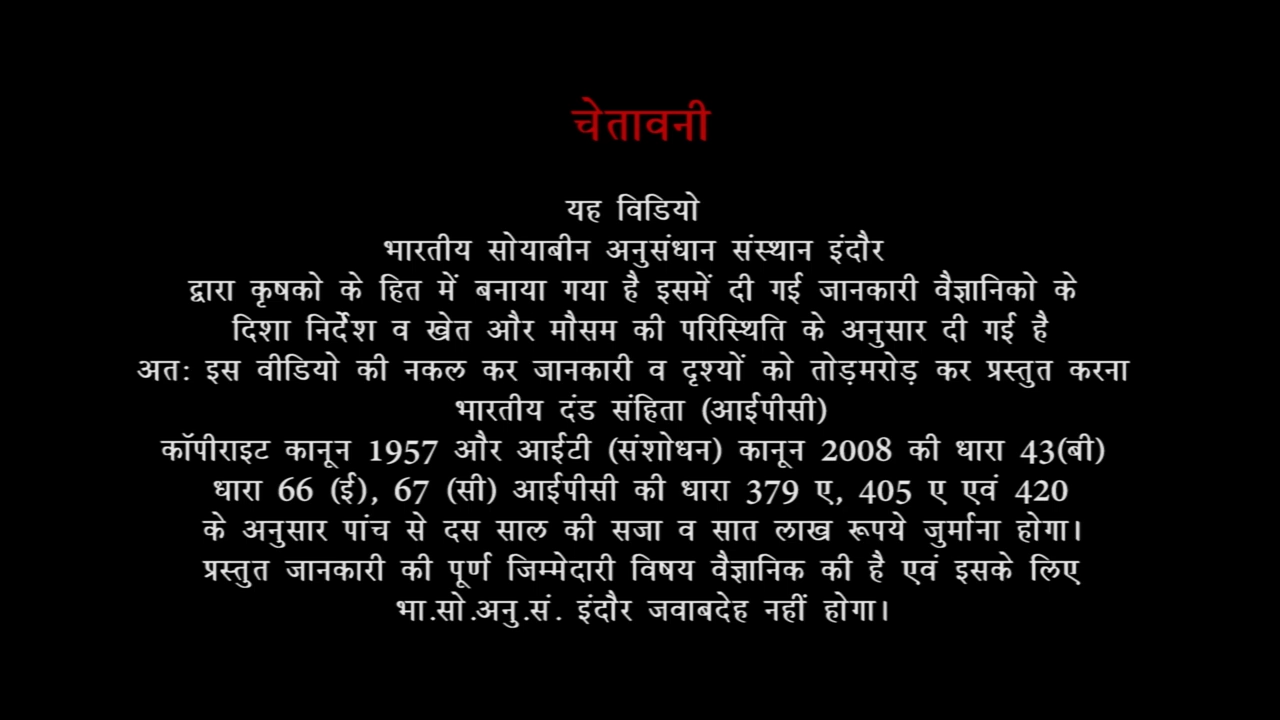 चेतावनी
यह विडियो
भारतीय सोयाबीन अनुसंधान संस्थान इंदौर
द्वारा कृषको के हित में बनाया गया है इसमें दी गई जानकारी वैज्ञानिको के
दिशा निर्देश व खेत और मौसम की परिस्थिति के अनुसार दी गई है
अतः इस वीडियो की नकल कर जानकारी व दृश्यों को तोड़मरोड़ कर प्रस्तुत करना
भारतीय दंड संहिता (आईपीसी)
कॉपीराइट कानून 1957 और आईटी (संशोधन) कानून 2008 की धारा 43(बी)
धारा 66 (ई), 67 (सी) आईपीसी की धारा 379 ए, 405 ए एवं 420
के अनुसार पांच से दस साल की सजा व सात लाख रूपये जुर्माना होगा।
प्रस्तुत जानकारी की पूर्ण जिम्मेदारी विषय वैज्ञानिक की है एवं इसके लिए
भा.सो.अनु.सं. इंदौर जवाबदेह नहीं होगा।